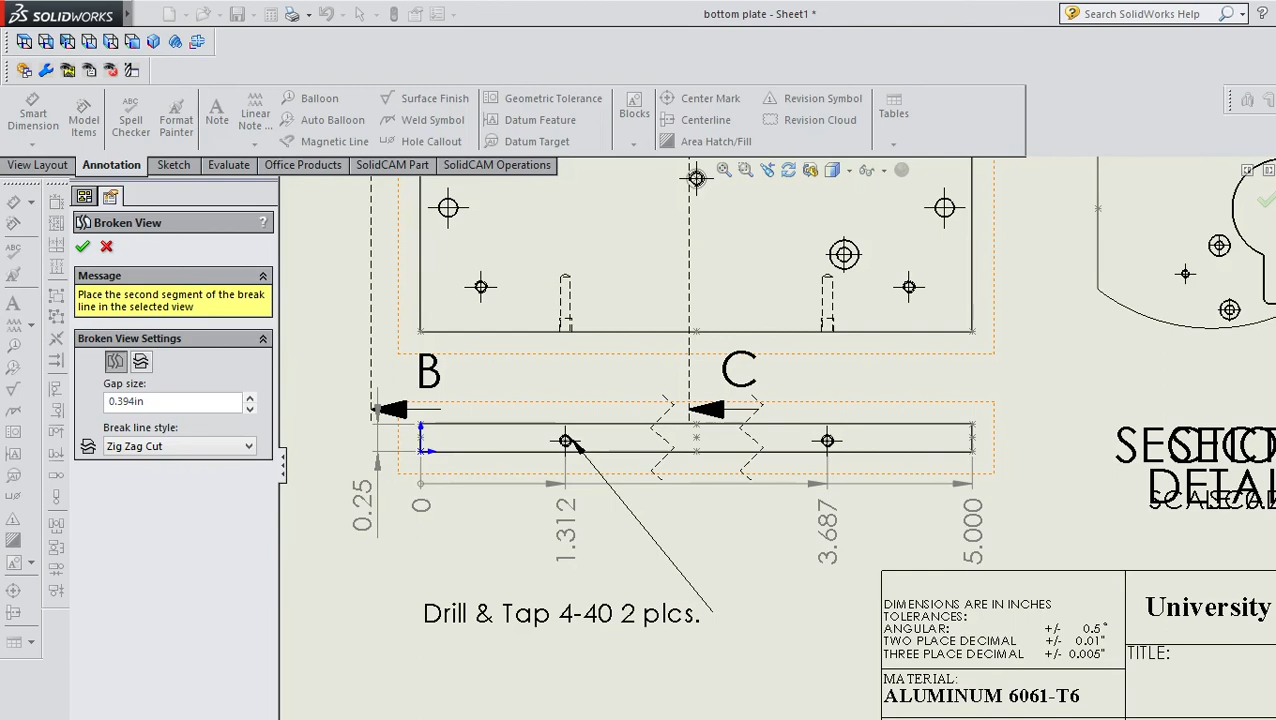 SOLIDWORKS
bottom plate - Sheet1 *
Search SolidWorks Help
?
Smart
Dimension
Model
Items
ABC
Spell
Checker
Format
Painter
A
Note
Linear
Note ...
Balloon
Auto Balloon
Magnetic Line
Surface Finish
Weld Symbol
Hole Callout
Geometric Tolerance
Datum Feature
Datum Target
Blocks
Center Mark
Centerline
Area Hatch/Fill
Revision Symbol
Revision Cloud
Tables
View Layout
Annotation
Sketch
Evaluate
Office Products
SolidCAM Part
SolidCAM Operations
Broken View
?
Message
Place the second segment of the break
line in the selected view
Broken View Settings
Gap size:
0.394in
Break line style:
Zig Zag Cut
B
C
0.25
0
1.312
3.687
5.000
Drill & Tap 4-40 2 plcs.
DIMENSIONS ARE IN INCHES
TOLERANCES:
ANGULAR: +/- 0.5°
TWO PLACE DECIMAL +/- 0.01"
THREE PLACE DECIMAL +/- 0.005"
MATERIAL:
ALUMINUM 6061-T6
University
TITLE:
DETAIL